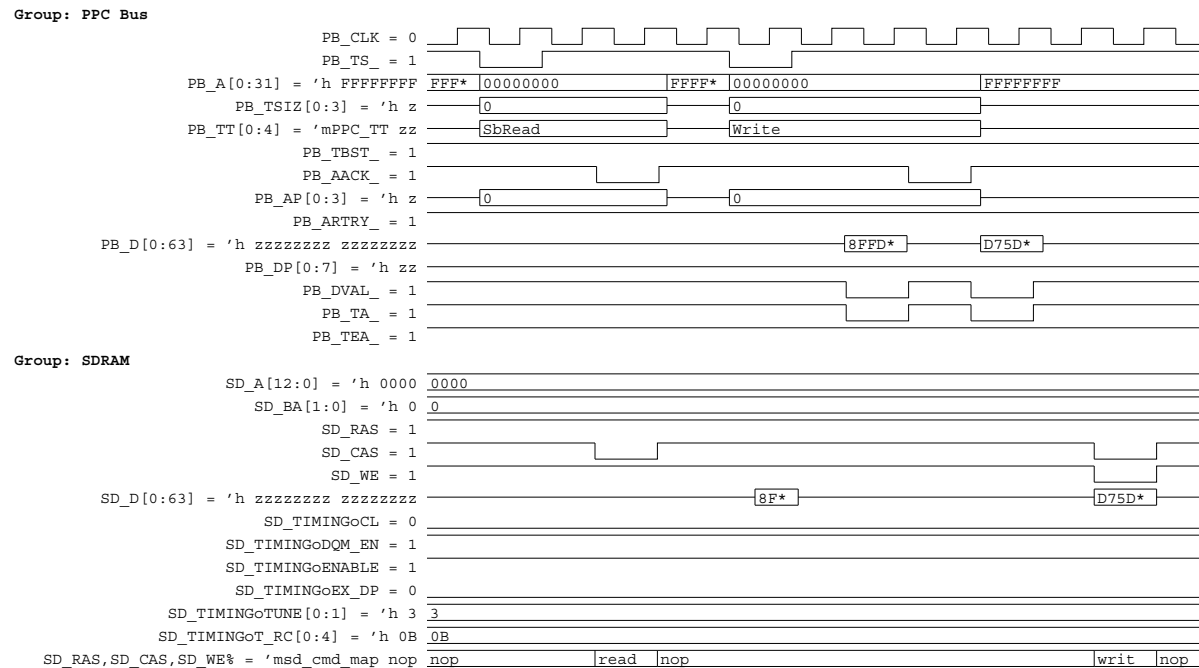 Group: PPC Bus
PB_CLK = 0
PB_TS_ = 1
PB_A[0:31] = 'h FFFFFFFF FFF* 00000000 FFFF* 00000000 FFFFFFFF
PB_TSIZ[0:3] = 'h z 0 0
PB_TT[0:4] = 'mPPC_TT zz SbRead Write
PB_TBST_ = 1
PB_AACK_ = 1
PB_AP[0:3] = 'h z 0 0
PB_ARTRY_ = 1
PB_D[0:63] = 'h zzzzzzzz zzzzzzzz 8FFD* D75D*
PB_DP[0:7] = 'h zz
PB_DVAL_ = 1
PB_TA_ = 1
PB_TEA_ = 1
Group: SDRAM
SD_A[12:0] = 'h 0000 0000
SD_BA[1:0] = 'h 0 0
SD_RAS = 1
SD_CAS = 1
SD_WE = 1
SD_D[0:63] = 'h zzzzzzzz zzzzzzzz 8F* D75D*
SD_TIMINGoCL = 0
SD_TIMINGoDQM_EN = 1
SD_TIMINGoENABLE = 1
SD_TIMINGoEX_DP = 0
SD_TIMINGoTUNE[0:1] = 'h 3 3
SD_TIMINGoT_RC[0:4] = 'h 0B 0B
SD_RAS,SD_CAS,SD_WE% = 'msd_cmd_map nop nop read nop writ nop